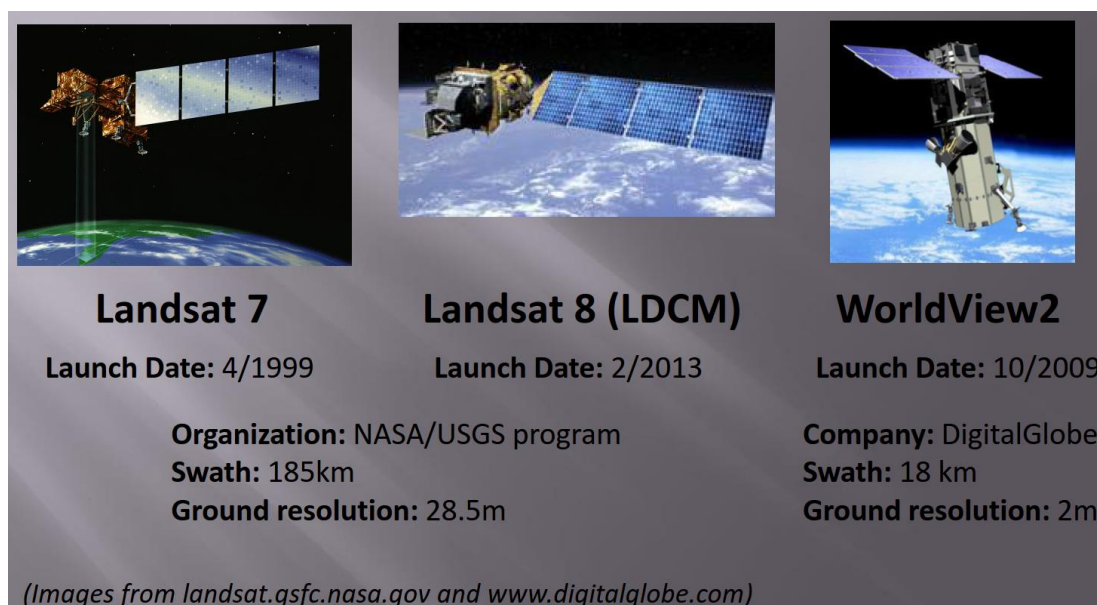 Landsat 7
Landsat 8 (LDCM)
WorldView2
Launch Date: 4/1999
Launch Date: 2/2013
Launch Date: 10/2009
Organization: NASA/USGS program
Swath: 185km
Ground resolution: 28.5m
Company: DigitalGlobe
Swath: 18 km
Ground resolution: 2m
(Images from landsat.gsfc.nasa.gov and www.digitalglobe.com)